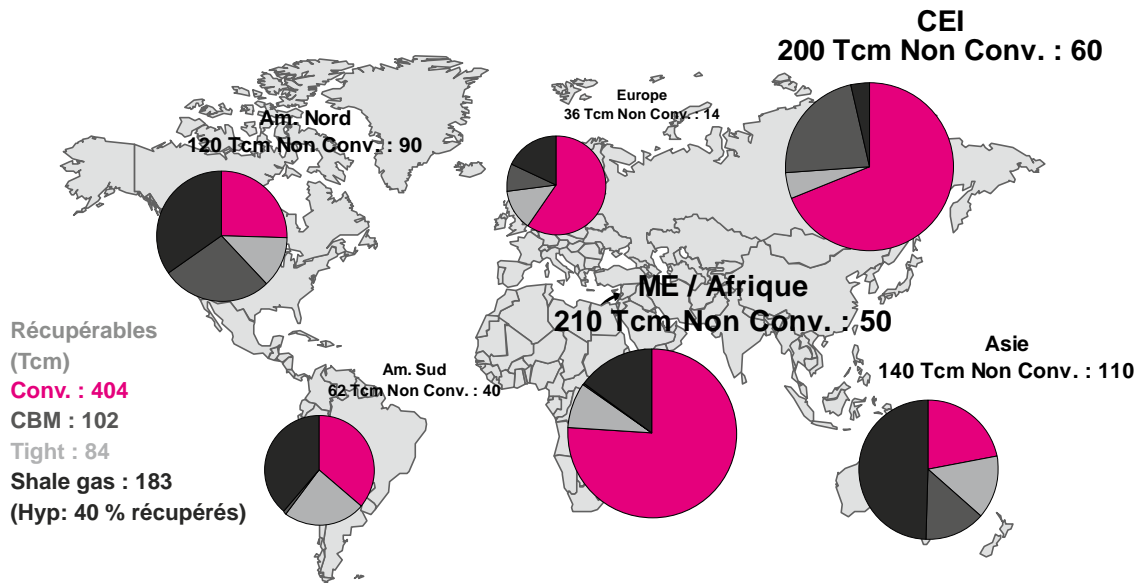 CEI
200 Tcm Non Conv. : 60
Europe
36 Tcm Non Conv. : 14
Am. Nord
120 Tcm Non Conv. : 90
ME / Afrique
210 Tcm Non Conv. : 50
Asie
140 Tcm Non Conv. : 110
Am. Sud
62 Tcm Non Conv. : 40
Récupérables
(Tcm)
Conv. : 404
CBM : 102
Tight : 84
Shale gas : 183
(Hyp: 40 % récupérés)